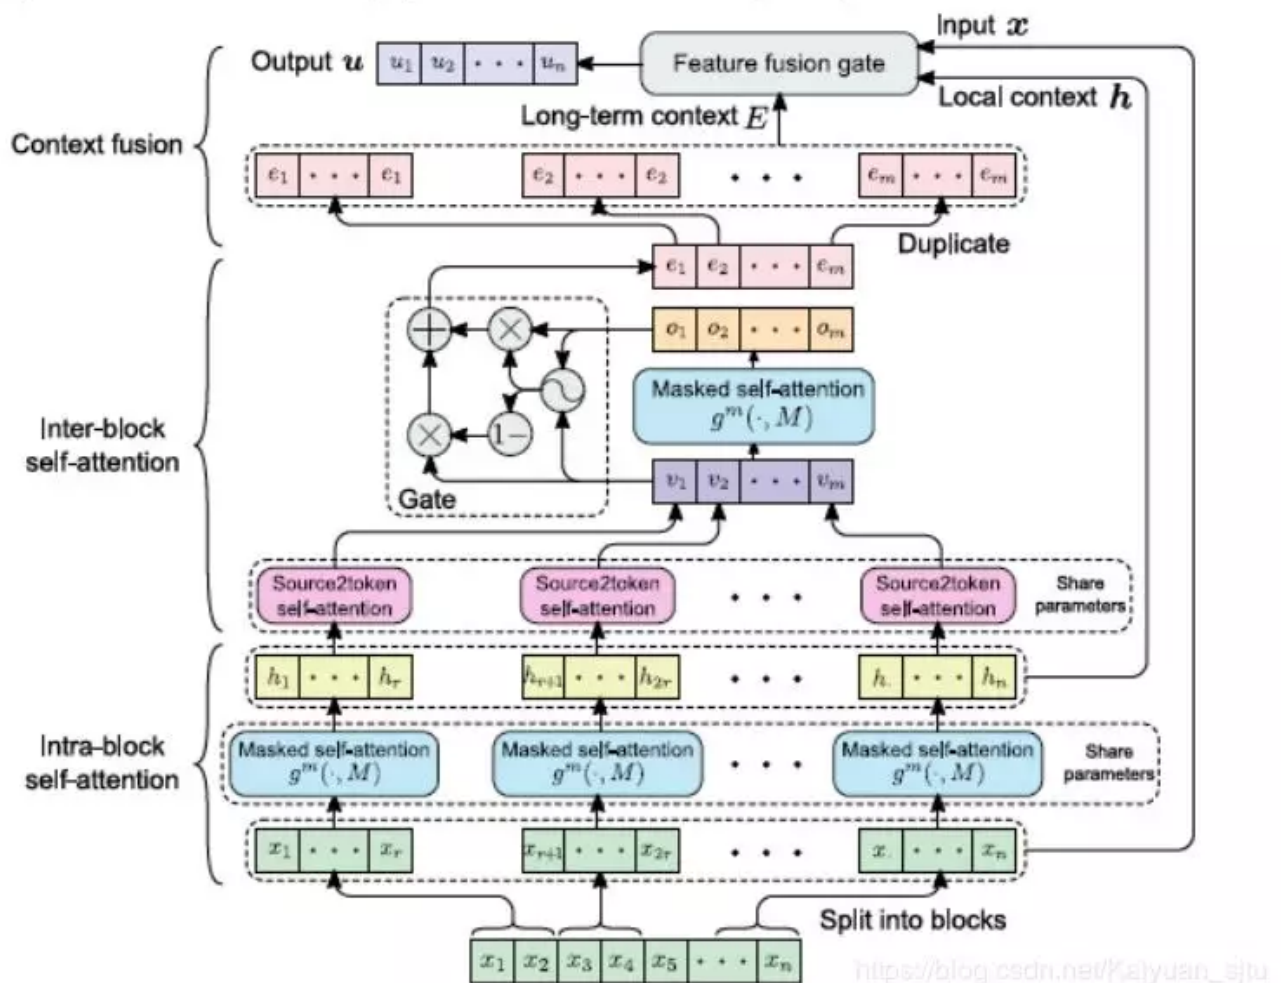 Input x
Output u u1 u2 · · · un
Feature fusion gate
Local context h
Long-term context E
Context fusion
e1 · · · e1 e2 · · · e2 · · · em · · · em
Duplicate
e1 e2 · · · em
o1 o2 · · · om
Masked self-attention
g^m(·, M)
Inter-block
self-attention
1−
v1 v2 · · · vm
Gate
Source2token
self-attention
Source2token
self-attention
· · ·
Source2token
self-attention
Share
parameters
h1 · · · hr hr+1 · · · h2r · · · h. · · · hn
Intra-block
self-attention
Masked self-attention
g^m(·, M)
Masked self-attention
g^m(·, M)
· · ·
Masked self-attention
g^m(·, M)
Share
parameters
x1 · · · xr xr+1 · · · x2r · · · x. · · · xn
Split into blocks
x1 x2 x3 x4 x5 · · · xn
https://blog.csdn.net/Kaiyuan_sjtu